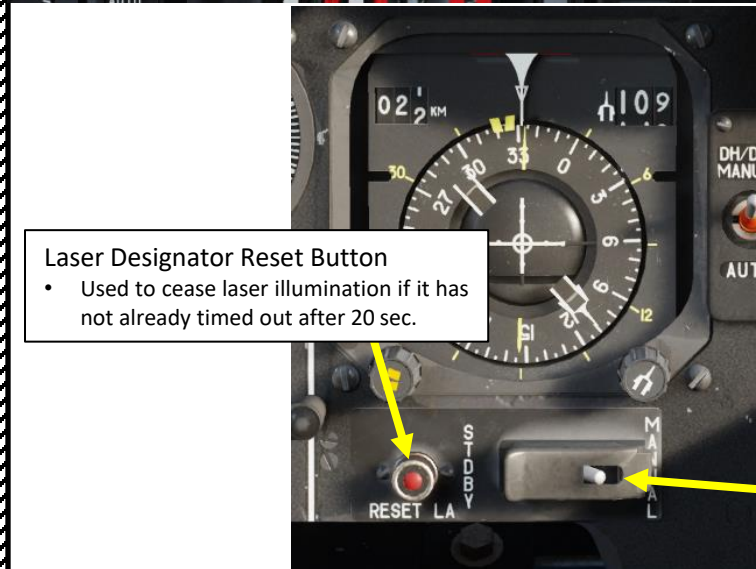 02 1
2 KM
109
DH/D
MANU
AUT
33
0
3
6
9
12
15
27
30
30
6
12
Laser Designator Reset Button
• Used to cease laser illumination if it has
not already timed out after 20 sec.
STDBY
MANUAL
RESET LA